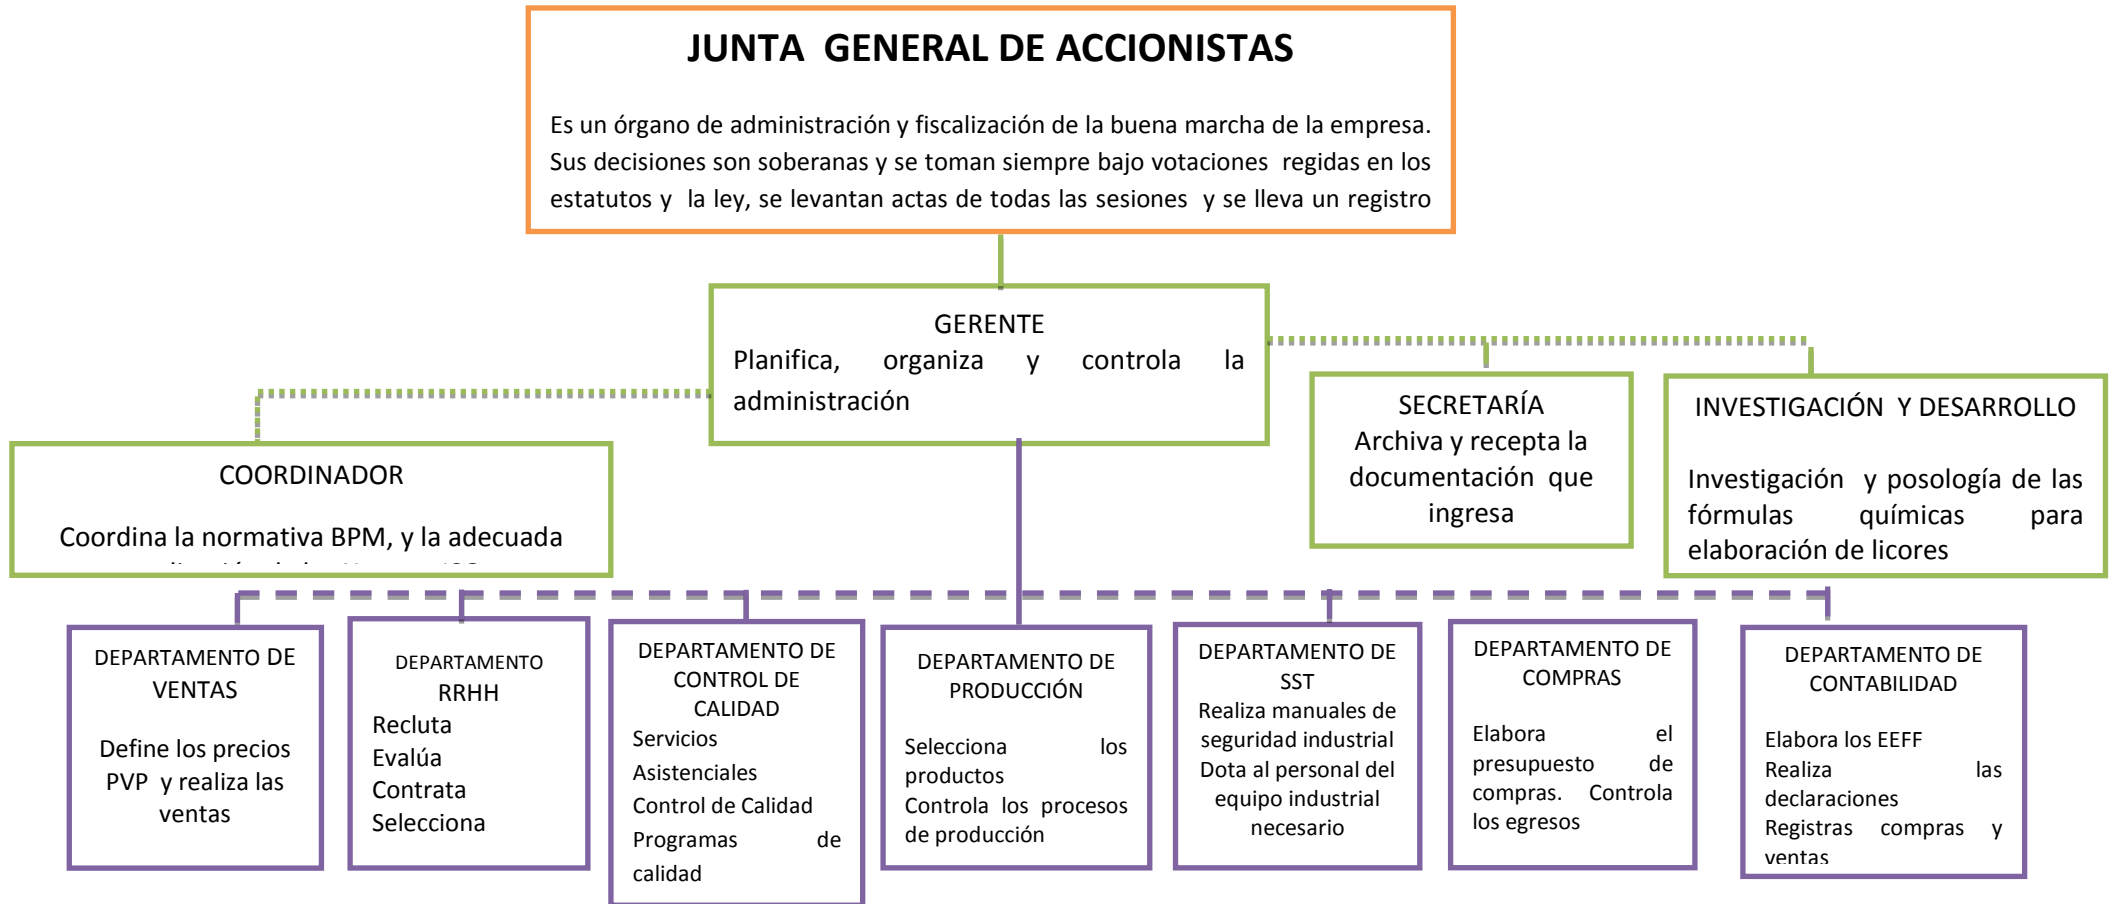 JUNTA GENERAL DE ACCIONISTAS
Es un órgano de administración y fiscalización de la buena marcha de la empresa.
Sus decisiones son soberanas y se toman siempre bajo votaciones regidas en los
estatutos y la ley, se levantan actas de todas las sesiones y se lleva un registro
GERENTE
Planifica, organiza y controla la
administración
SECRETARÍA
Archiva y recepta la
documentación que
ingresa
INVESTIGACIÓN Y DESARROLLO
Investigación y posología de las
fórmulas químicas para
elaboración de licores
COORDINADOR
Coordina la normativa BPM, y la adecuada
DEPARTAMENTO DE
VENTAS
Define los precios
PVP y realiza las
ventas
DEPARTAMENTO
RRHH
Recluta
Evalúa
Contrata
Selecciona
DEPARTAMENTO DE
CONTROL DE
CALIDAD
Servicios
Asistenciales
Control de Calidad
Programas de
calidad
DEPARTAMENTO DE
PRODUCCIÓN
Selecciona los
productos
Controla los procesos
de producción
DEPARTAMENTO DE
SST
Realiza manuales de
seguridad industrial
Dota al personal del
equipo industrial
necesario
DEPARTAMENTO DE
COMPRAS
Elabora el
presupuesto de
compras. Controla
los egresos
DEPARTAMENTO DE
CONTABILIDAD
Elabora los EEFF
Realiza las
declaraciones
Registras compras y
ventas